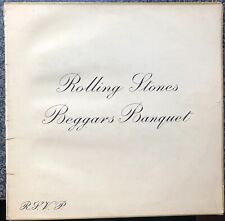 Rolling Stones
Beggars Banquet
R.S.V.P.